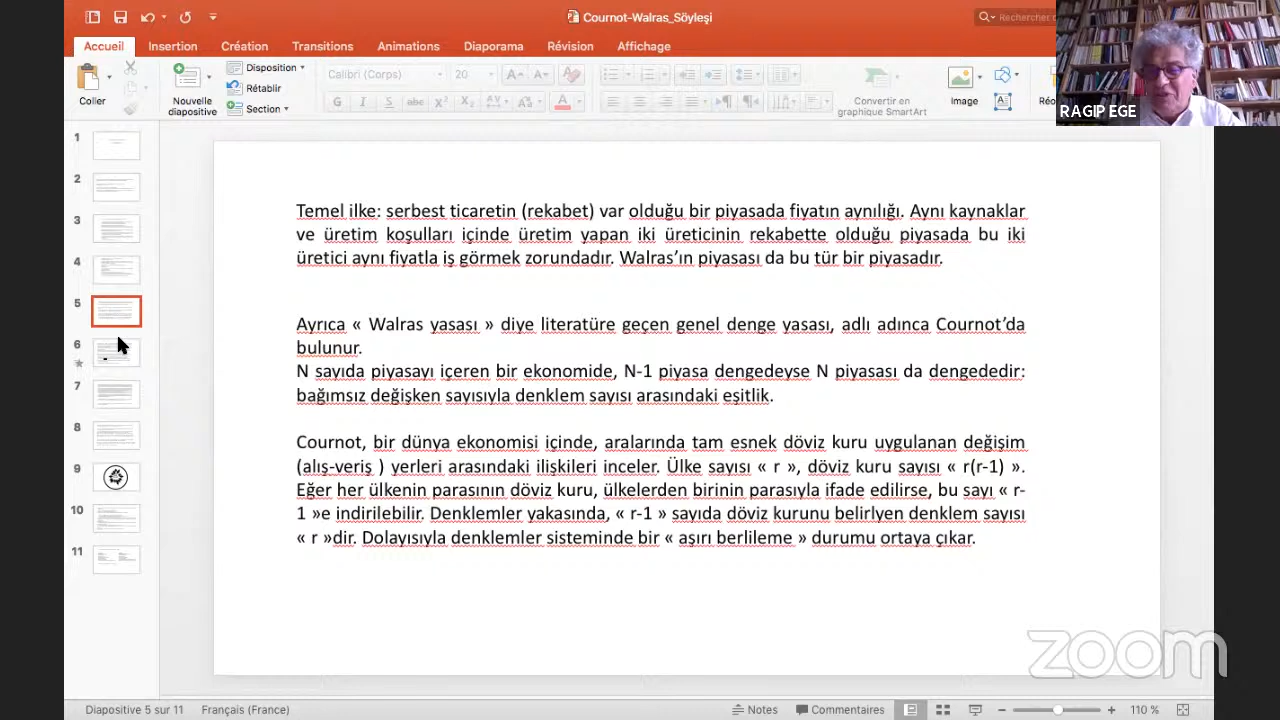 Cournot-Walras_Söyleşi
Rechercher
Accueil
Insertion
Création
Transitions
Animations
Diaporama
Révision
Affichage
Coller
Nouvelle
diapositive
Disposition
Rétablir
Section
Calibri (Corps)
20
Convertir en
graphique SmartArt
Image
RAGIP EGE
1
2
3
4
5
6
7
8
9
10
11
Temel ilke: serbest ticaretin (rekabet) var olduğu bir piyasada fiyatın aynılığı. Aynı kaynaklar
ve üretim koşulları içinde üretim yapan iki üreticinin rekabette olduğu piyasada bu iki
üretici aynı fiyatla iş görmek zorundadır. Walras’ın piyasası da bu tür bir piyasadır.
Ayrıca « Walras yasası » diye literatüre geçen genel denge yasası, adlı adınca Cournot’da
bulunur.
N sayıda piyasayı içeren bir ekonomide, N-1 piyasa dengedeyse N piyasası da dengededir:
bağımsız değişken sayısıyla denklem sayısı arasındaki eşitlik.
Cournot, bir dünya ekonomisi içinde, aralarında tam esnek döviz kuru uygulanan değişim
(alış-veriş ) yerleri arasındaki ilişkileri inceler. Ülke sayısı « r », döviz kuru sayısı « r(r-1) ».
Eğer her ülkenin parasının döviz kuru, ülkelerden birinin parasıyla ifade edilirse, bu sayı « r-
1 »e indirilebilir. Denklemler yakasında, « r-1 » sayıda döviz kurunu belirlyen denklem sayısı
« r »dir. Dolayısıyla denklemler sisteminde bir « aşırı berlileme » durumu ortaya çıkar.
zoom
Diapositive 5 sur 11
Français (France)
Notes
Commentaires
110 %